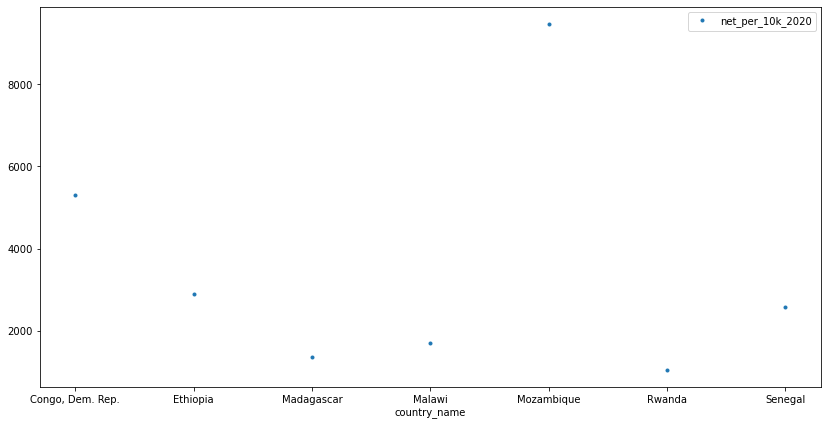 net_per_10k_2020
8000
6000
4000
2000
Congo, Dem. Rep. Ethiopia Madagascar Malawi Mozambique Rwanda Senegal
country_name